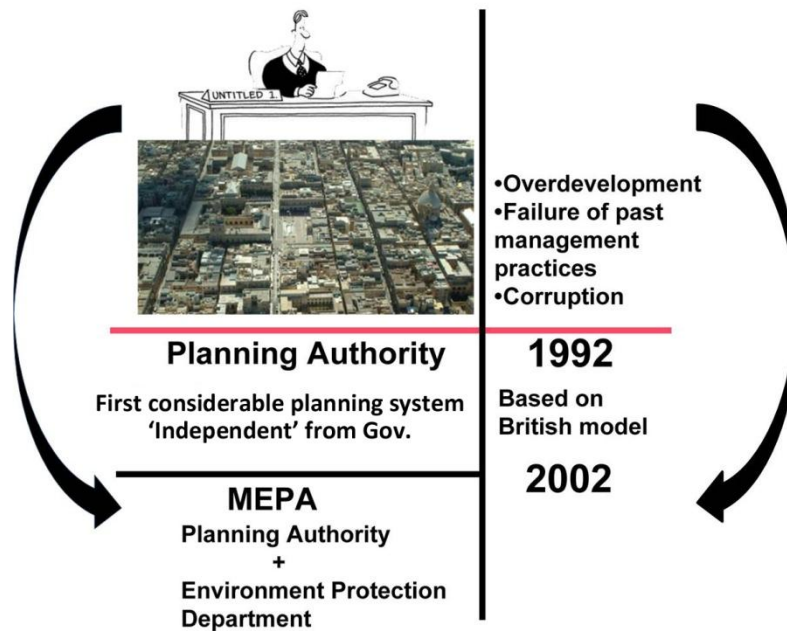 UNTITLED 1.
•Overdevelopment
•Failure of past
management
practices
•Corruption
Planning Authority
1992
First considerable planning system
‘Independent’ from Gov.
Based on
British model
2002
MEPA
Planning Authority
+
Environment Protection
Department